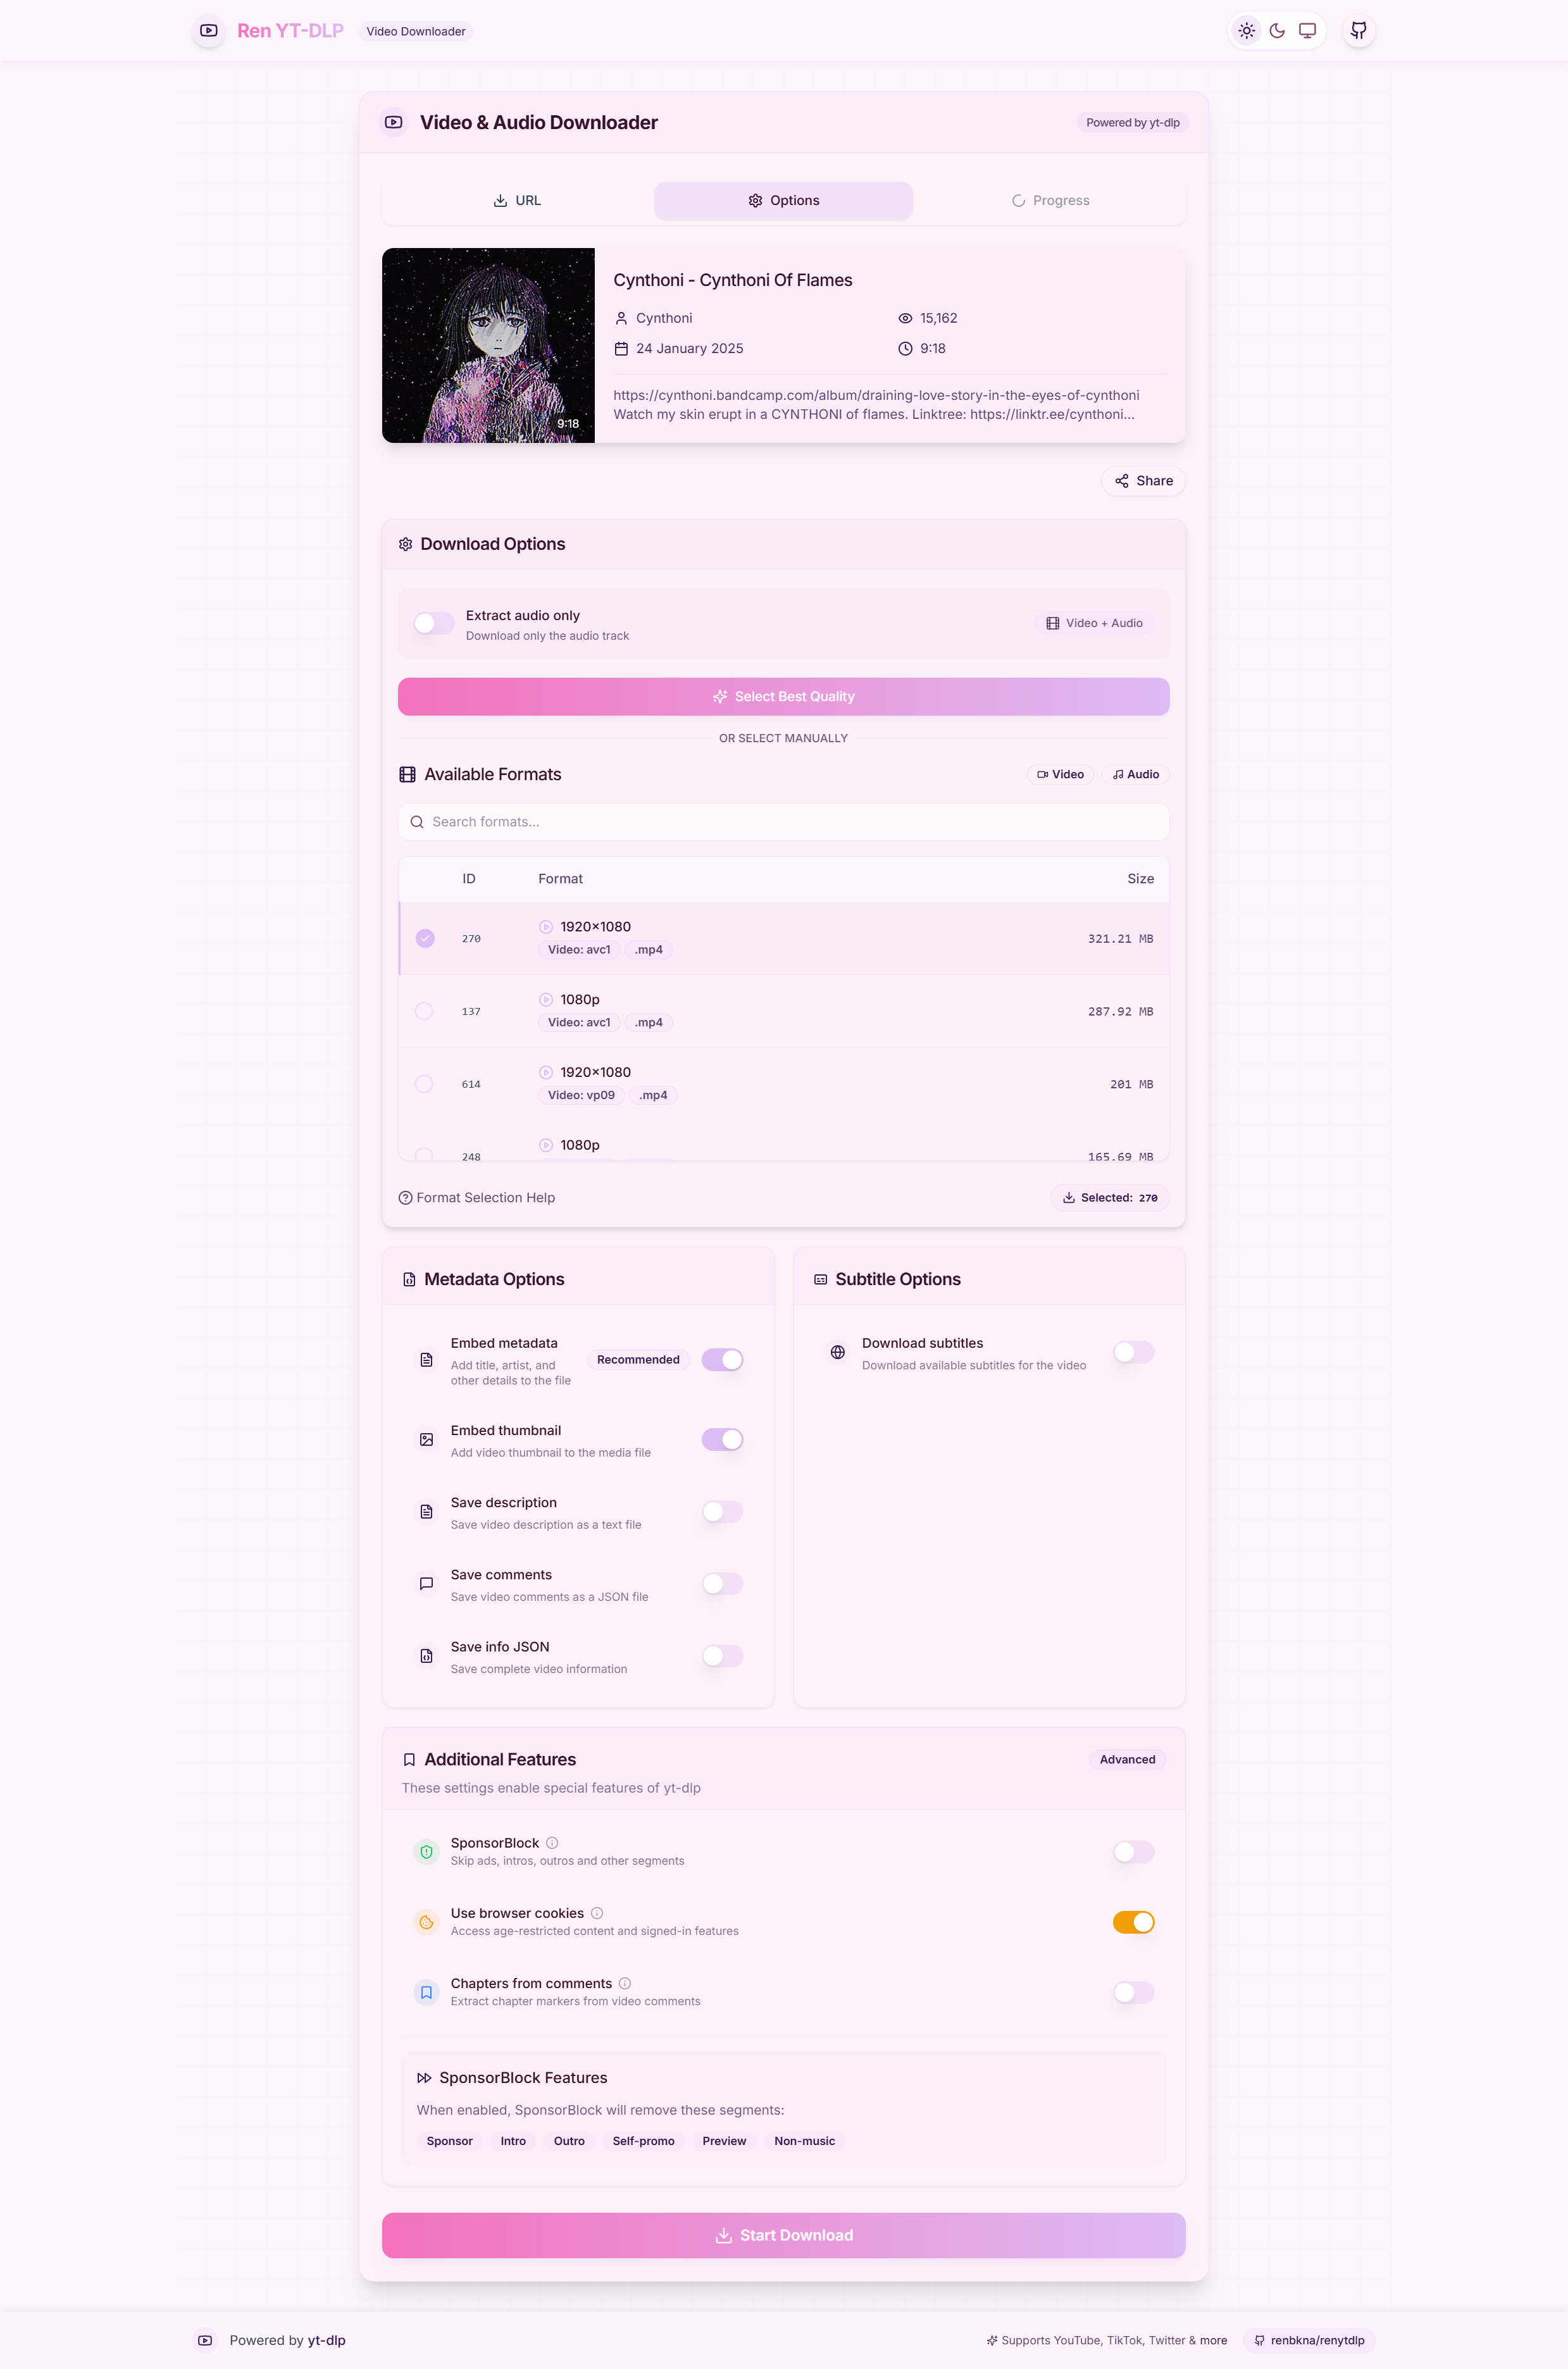 Ren YT-DLP Video Downloader
Video & Audio Downloader Powered by yt-dlp
URL Options Progress
9:18
Cynthoni - Cynthoni Of Flames
Cynthoni 15,162
24 January 2025 9:18
https://cynthoni.bandcamp.com/album/draining-love-story-in-the-eyes-of-cynthoni
Watch my skin erupt in a CYNTHONI of flames. Linktree: https://linktr.ee/cynthoni...
Share
Download Options
Extract audio only
Download only the audio track
Video + Audio
Select Best Quality
OR SELECT MANUALLY
Available Formats Video Audio
Search formats...
ID Format Size
270 1920×1080 321.21 MB
Video: avc1 .mp4
137 1080p 287.92 MB
Video: avc1 .mp4
614 1920×1080 201 MB
Video: vp09 .mp4
248 1080p 165.69 MB
Format Selection Help Selected: 270
Metadata Options
Embed metadata
Add title, artist, and
other details to the file
Recommended
Embed thumbnail
Add video thumbnail to the media file
Save description
Save video description as a text file
Save comments
Save video comments as a JSON file
Save info JSON
Save complete video information
Subtitle Options
Download subtitles
Download available subtitles for the video
Additional Features Advanced
These settings enable special features of yt-dlp
SponsorBlock
Skip ads, intros, outros and other segments
Use browser cookies
Access age-restricted content and signed-in features
Chapters from comments
Extract chapter markers from video comments
SponsorBlock Features
When enabled, SponsorBlock will remove these segments:
Sponsor Intro Outro Self-promo Preview Non-music
Start Download
Powered by yt-dlp Supports YouTube, TikTok, Twitter & more renbkna/renytdlp